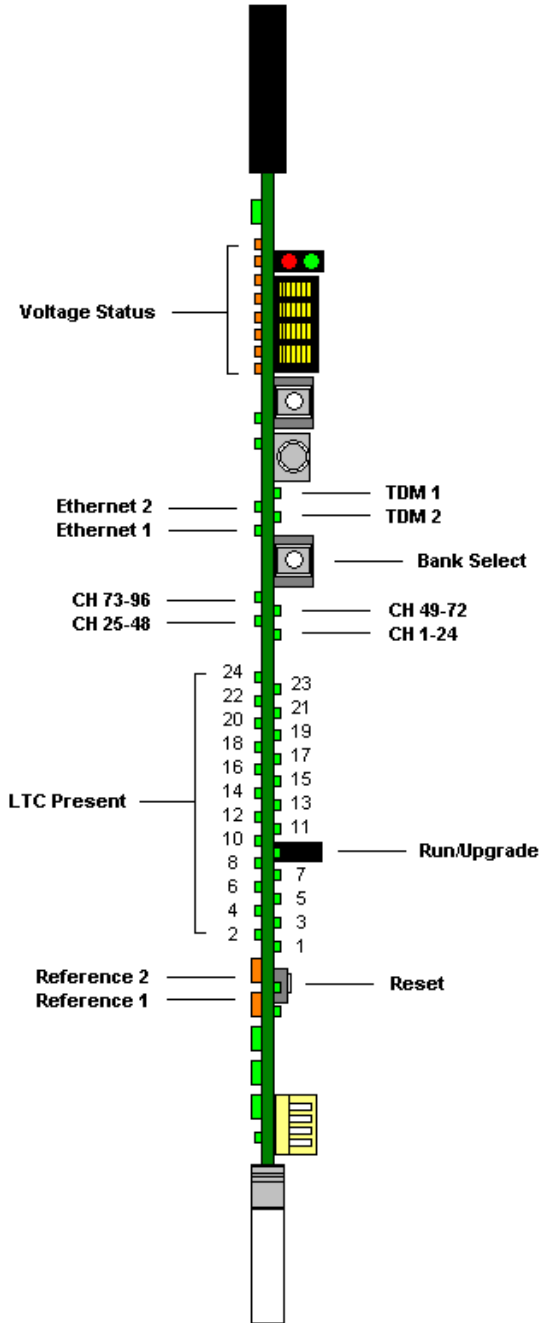 Voltage Status
Ethernet 2
TDM 1
Ethernet 1
TDM 2
Bank Select
CH 73-96
CH 49-72
CH 25-48
CH 1-24
24
23
22
21
20
19
18
17
16
15
LTC Present
14
13
12
11
10
Run/Upgrade
8
7
6
5
4
3
2
1
Reference 2
Reset
Reference 1